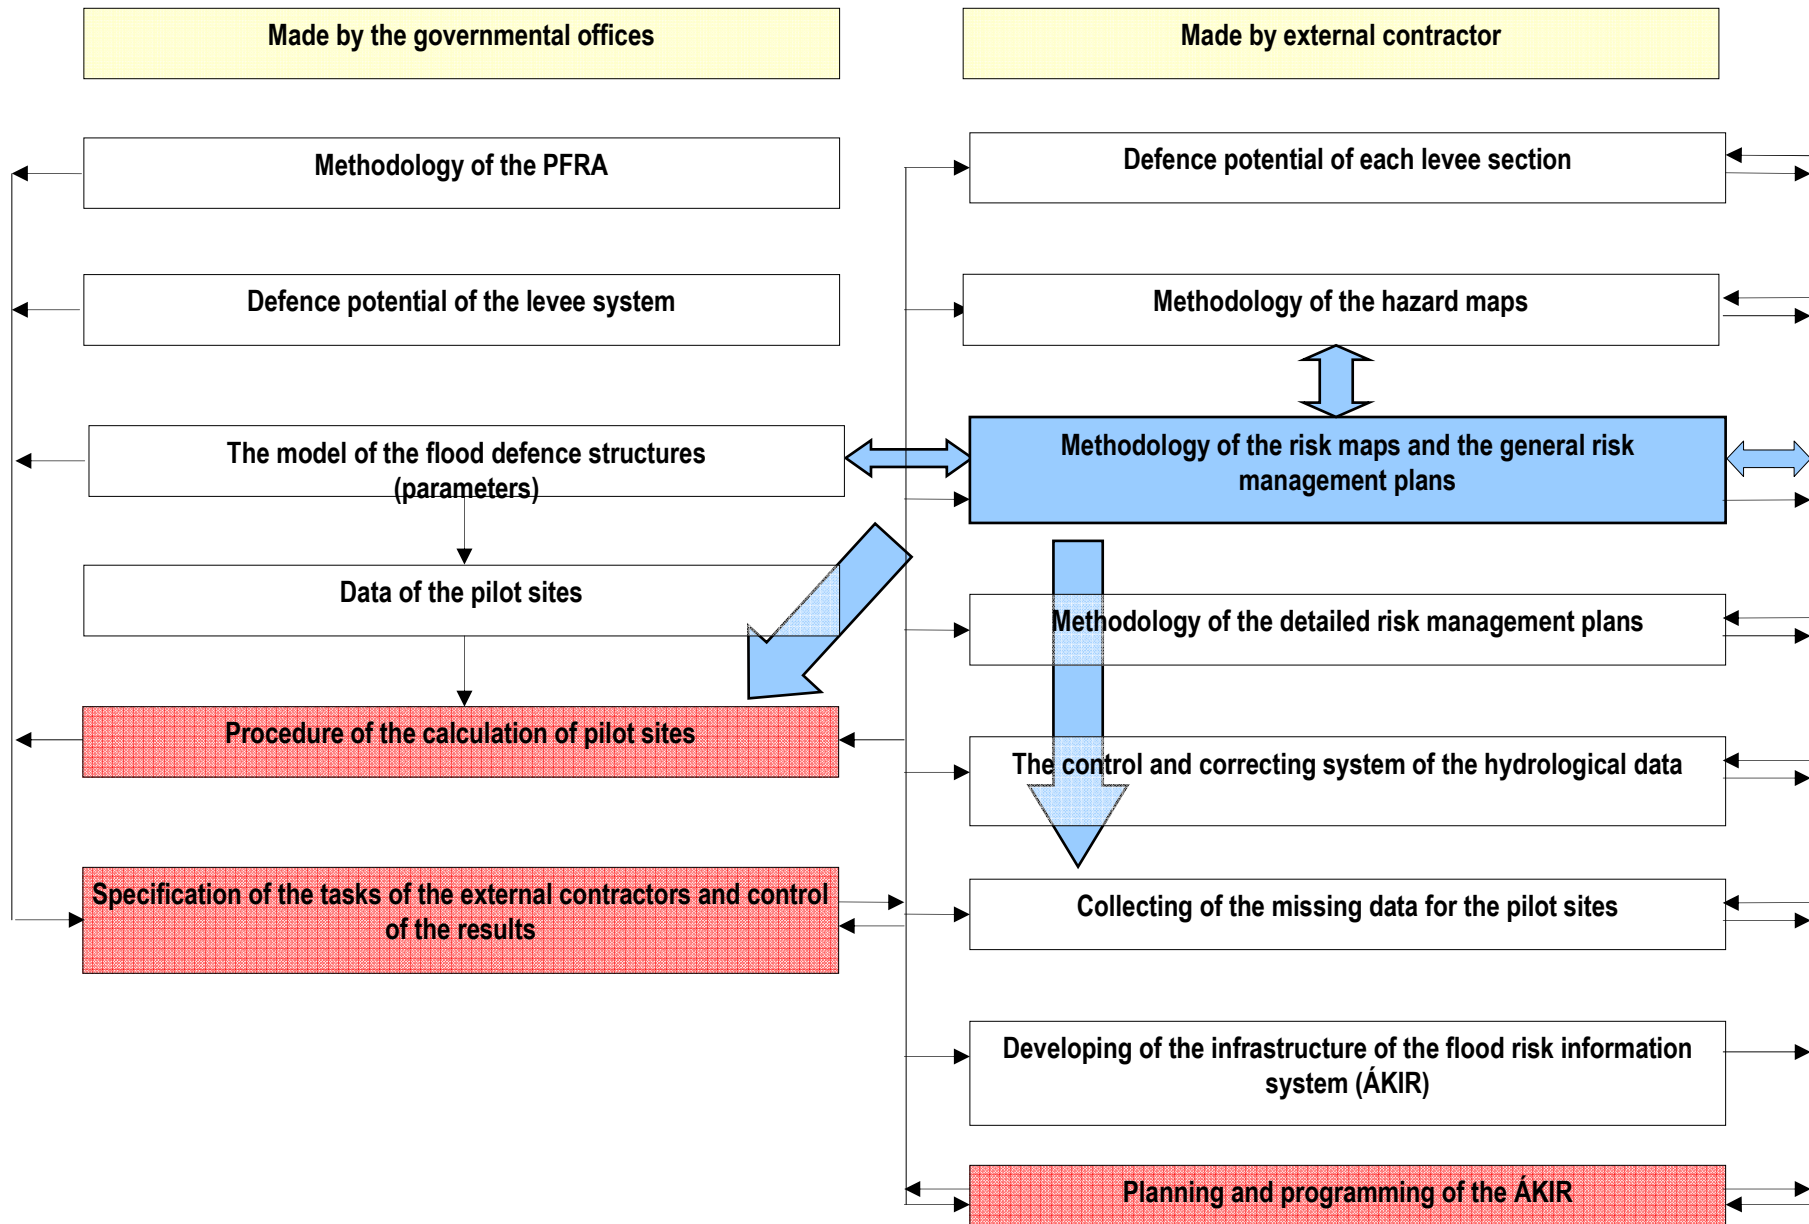 Made by the governmental offices
Made by external contractor
Methodology of the PFRA
Defence potential of the levee system
The model of the flood defence structures
(parameters)
Data of the pilot sites
Procedure of the calculation of pilot sites
Specification of the tasks of the external contractors and control
of the results
Defence potential of each levee section
Methodology of the hazard maps
Methodology of the risk maps and the general risk
management plans
Methodology of the detailed risk management plans
The control and correcting system of the hydrological data
Collecting of the missing data for the pilot sites
Developing of the infrastructure of the flood risk information
system (ÁKIR)
Planning and programming of the ÁKIR